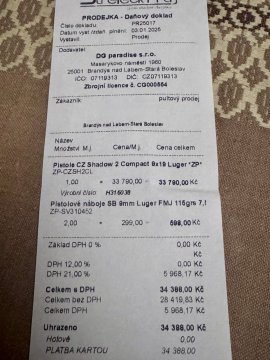 Střelecký ráj
PRODEJKA - Daňový doklad
Číslo dokladu: PR25017
Datum vyst./zdan. plnění: 03.01.2025
Vystavil: Prodej
Dodavatel:
DG paradise s.r.o.
Masarykovo náměstí 1960
25001 Brandýs nad Labem-Stará Boleslav
IČO: 07119313 DIČ: CZ07119313
Zbrojní licence č. CG000564
Zákazník pultový prodej
Brandýs nad Labem-Stará Boleslav
Název
Množství M.j. Cena/M.j. Cena/Celkem
Pistole CZ Shadow 2 Compact 9x19 Luger *ZP*
ZP-CZSH2CL
1,00 33 790,00 33 790,00 Kč
Výrobní číslo H316038
Pistolové náboje SB 9mm Luger FMJ 115grs 7,
ZP-SV310452
2,00 × 299,00 = 598,00 Kč
Základ DPH 0 % 0,00
Kč
DPH 12,00 % 0,00 Kč
DPH 21,00 % 5 968,17 Kč
Celkem s DPH 34 388,00 Kč
Celkem bez DPH 28 419,83 Kč
Celkem DPH 5 968,17 Kč
Uhrazeno 34 388,00 Kč
Hotově 0,00 Kč
PLATBA KARTOU 34 388,00